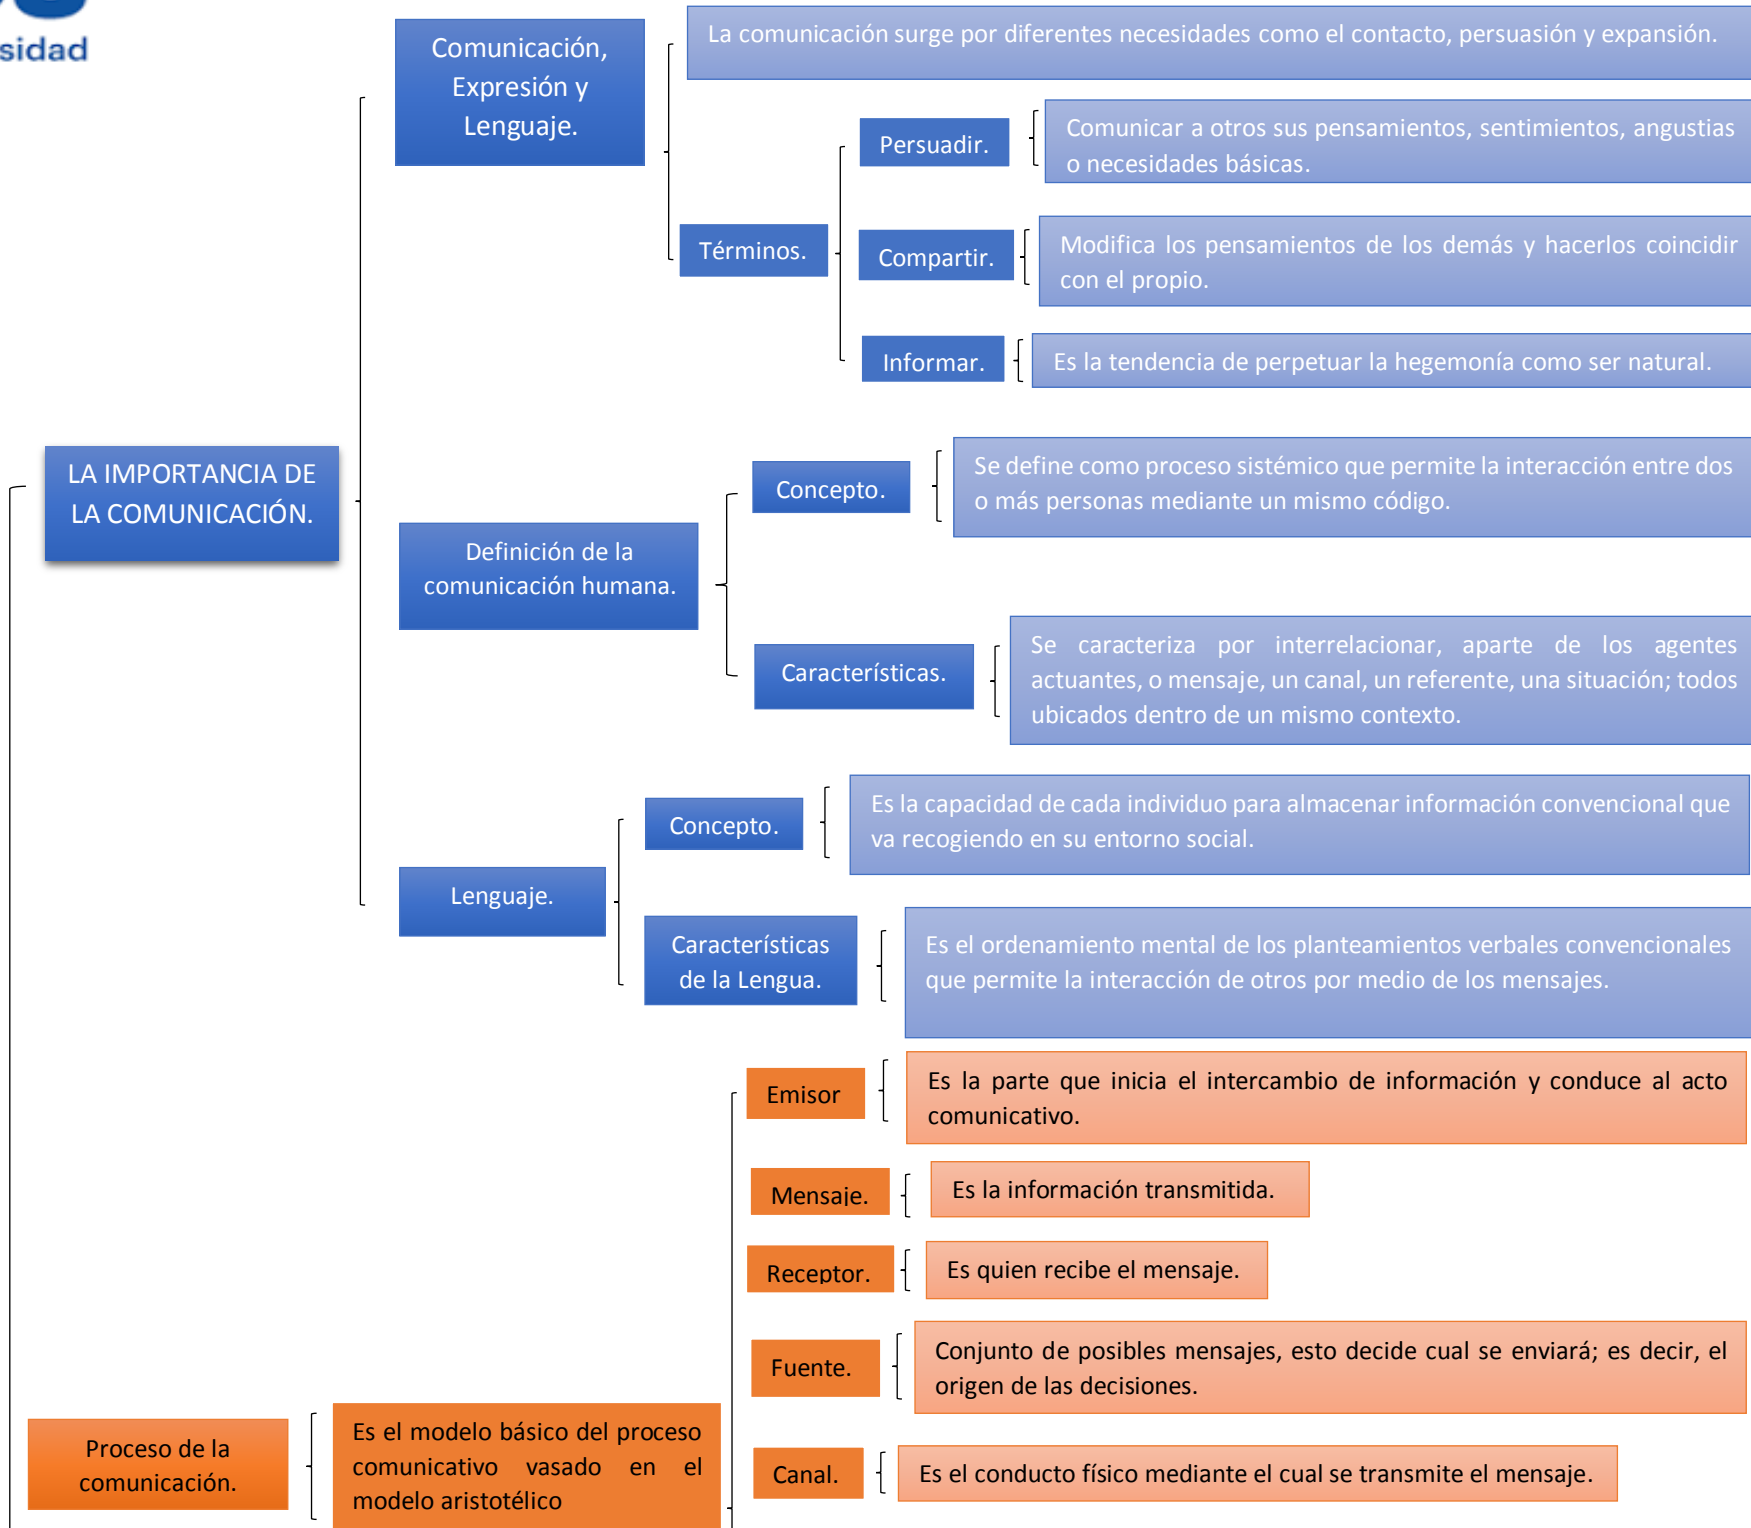 sidad
Comunicación,
Expresión y
Lenguaje.
La comunicación surge por diferentes necesidades como el contacto, persuasión y expansión.
Términos.
Persuadir.
Comunicar a otros sus pensamientos, sentimientos, angustias
o necesidades básicas.
Compartir.
Modifica los pensamientos de los demás y hacerlos coincidir
con el propio.
Informar.
Es la tendencia de perpetuar la hegemonía como ser natural.
LA IMPORTANCIA DE
LA COMUNICACIÓN.
Definición de la
comunicación humana.
Concepto.
Se define como proceso sistémico que permite la interacción entre dos
o más personas mediante un mismo código.
Características.
Se caracteriza por interrelacionar, aparte de los agentes
actuantes, o mensaje, un canal, un referente, una situación; todos
ubicados dentro de un mismo contexto.
Lenguaje.
Concepto.
Es la capacidad de cada individuo para almacenar información convencional que
va recogiendo en su entorno social.
Características
de la Lengua.
Es el ordenamiento mental de los planteamientos verbales convencionales
que permite la interacción de otros por medio de los mensajes.
Proceso de la
comunicación.
Es el modelo básico del proceso
comunicativo vasado en el
modelo aristotélico
Emisor
Es la parte que inicia el intercambio de información y conduce al acto
comunicativo.
Mensaje.
Es la información transmitida.
Receptor.
Es quien recibe el mensaje.
Fuente.
Conjunto de posibles mensajes, esto decide cual se enviará; es decir, el
origen de las decisiones.
Canal.
Es el conducto físico mediante el cual se transmite el mensaje.